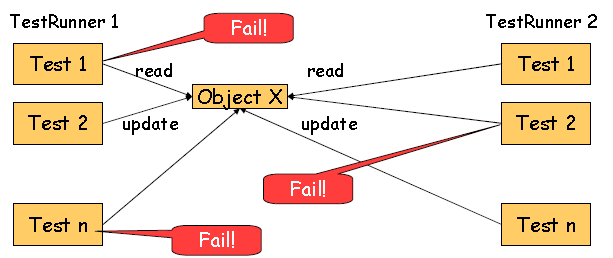 TestRunner 1
TestRunner 2
Fail!
Test 1
read
read
Test 1
Object X
Test 2
update
update
Test 2
Fail!
Test n
Fail!
Test n